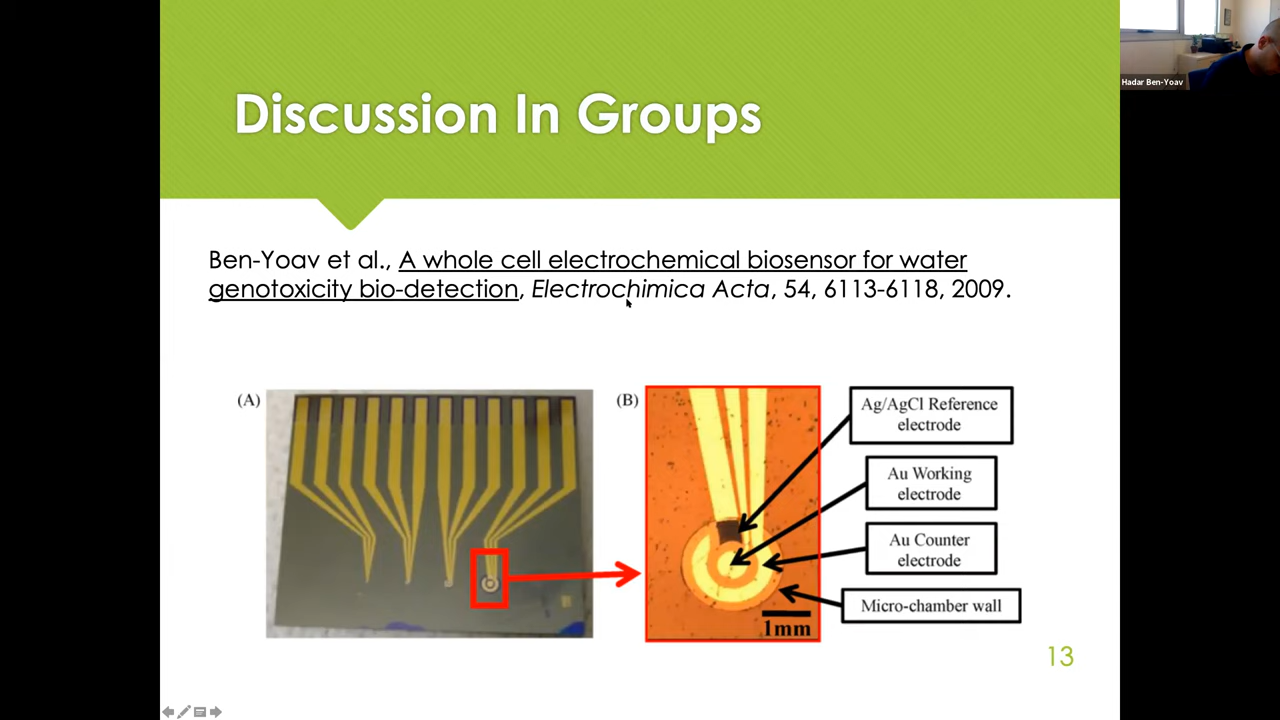 Discussion In Groups
Hadar Ben-Yoav
Ben-Yoav et al., A whole cell electrochemical biosensor for water
genotoxicity bio-detection, Electrochimica Acta, 54, 6113-6118, 2009.
(A)
(B)
Ag/AgCl Reference
electrode
Au Working
electrode
Au Counter
electrode
Micro-chamber wall
1mm
13